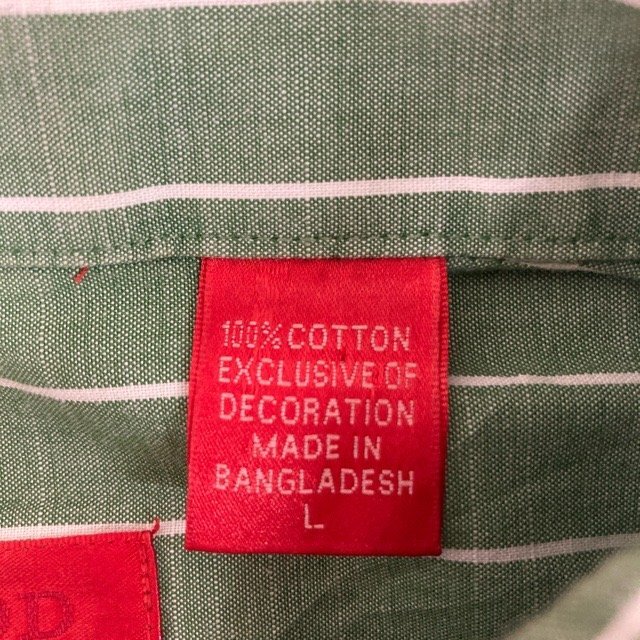 100% COTTON
EXCLUSIVE OF
DECORATION
MADE IN
BANGLADESH
L